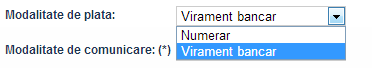 Modalitate de plata: Virament bancar
Numerar
Modalitate de comunicare: (*) Virament bancar